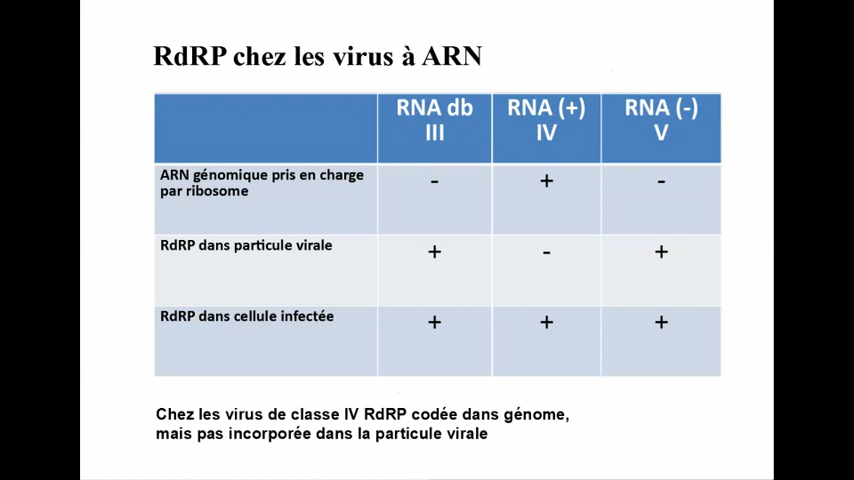 RdRP chez les virus à ARN
RNA db RNA (+) RNA (-)
III IV V
ARN génomique pris en charge
par ribosome - + -
RdRP dans particule virale + - +
RdRP dans cellule infectée + + +
Chez les virus de classe IV RdRP codée dans génome,
mais pas incorporée dans la particule virale